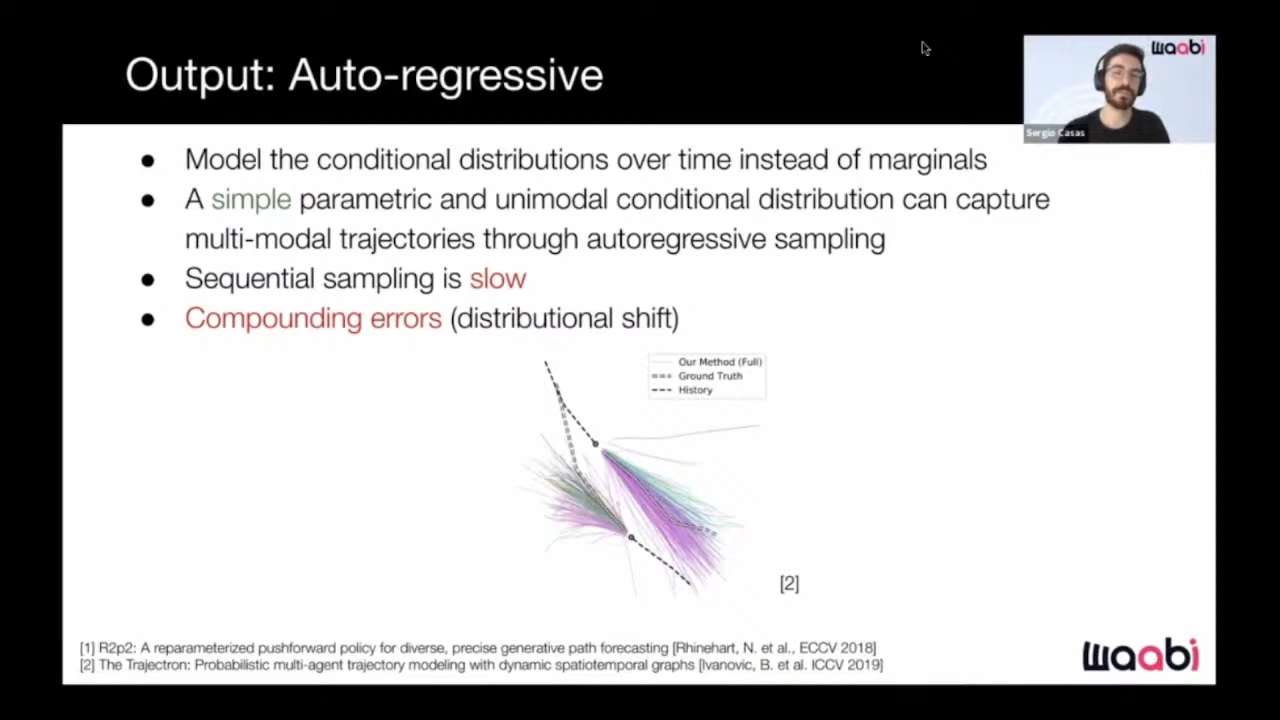 Output: Auto-regressive
waabi
Sergio Casas
● Model the conditional distributions over time instead of marginals
● A simple parametric and unimodal conditional distribution can capture
multi-modal trajectories through autoregressive sampling
● Sequential sampling is slow
● Compounding errors (distributional shift)
Our Method (Full)
Ground Truth
History
[2]
[1] R2p2: A reparameterized pushforward policy for diverse, precise generative path forecasting [Rhinehart, N. et al., ECCV 2018]
[2] The Trajectron: Probabilistic multi-agent trajectory modeling with dynamic spatiotemporal graphs [Ivanovic, B. et al. ICCV 2019]
waabi